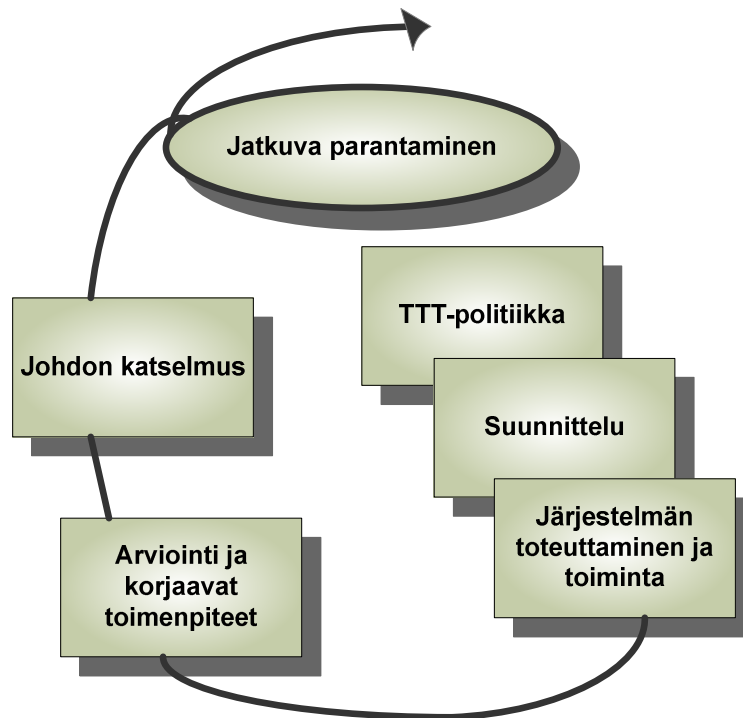 Jatkuva parantaminen
TTT-politiikka
Suunnittelu
Järjestelmän
toteuttaminen ja
toiminta
Arviointi ja
korjaavat
toimenpiteet
Johdon katselmus